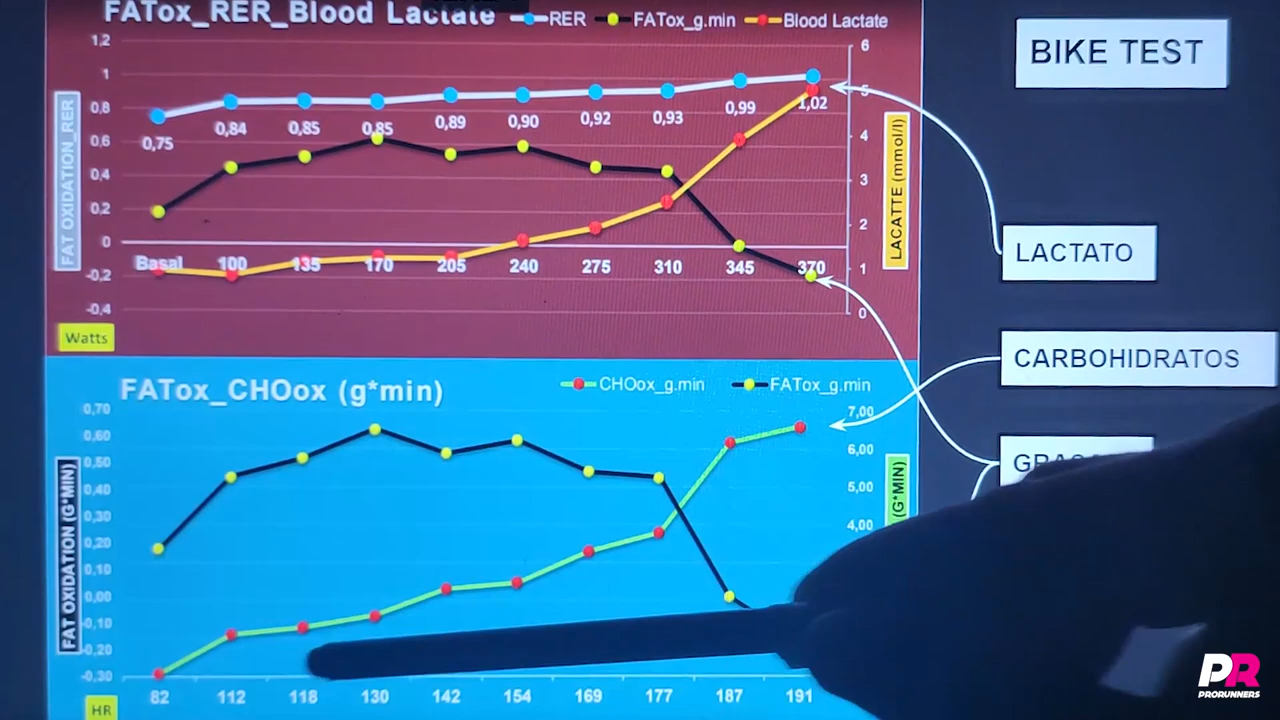 FATox_RER_Blood Lactate
RER FATox_g.min Blood Lactate
BIKE TEST
1,2
1
0,8
0,6
0,4
0,2
0
-0,2
-0,4
FAT OXIDATION_RER
0,75
0,84
0,85
0,85
0,89
0,90
0,92
0,93
0,99
1,02
6
5
4
3
2
1
0
LACATTE (mmol/l)
Basal 100 135 170 205 240 275 310 345 370
Watts
LACTATO
CARBOHIDRATOS
FATox_CHOox (g*min)
CHOox_g.min FATox_g.min
0,70
0,60
0,50
0,40
0,30
0,20
0,10
0,00
-0,10
-0,20
-0,30
FAT OXIDATION (G*MIN)
7,00
6,00
5,00
4,00
(G*MIN)
82 112 118 130 142 154 169 177 187 191
HR
PR
PRORUNNERS